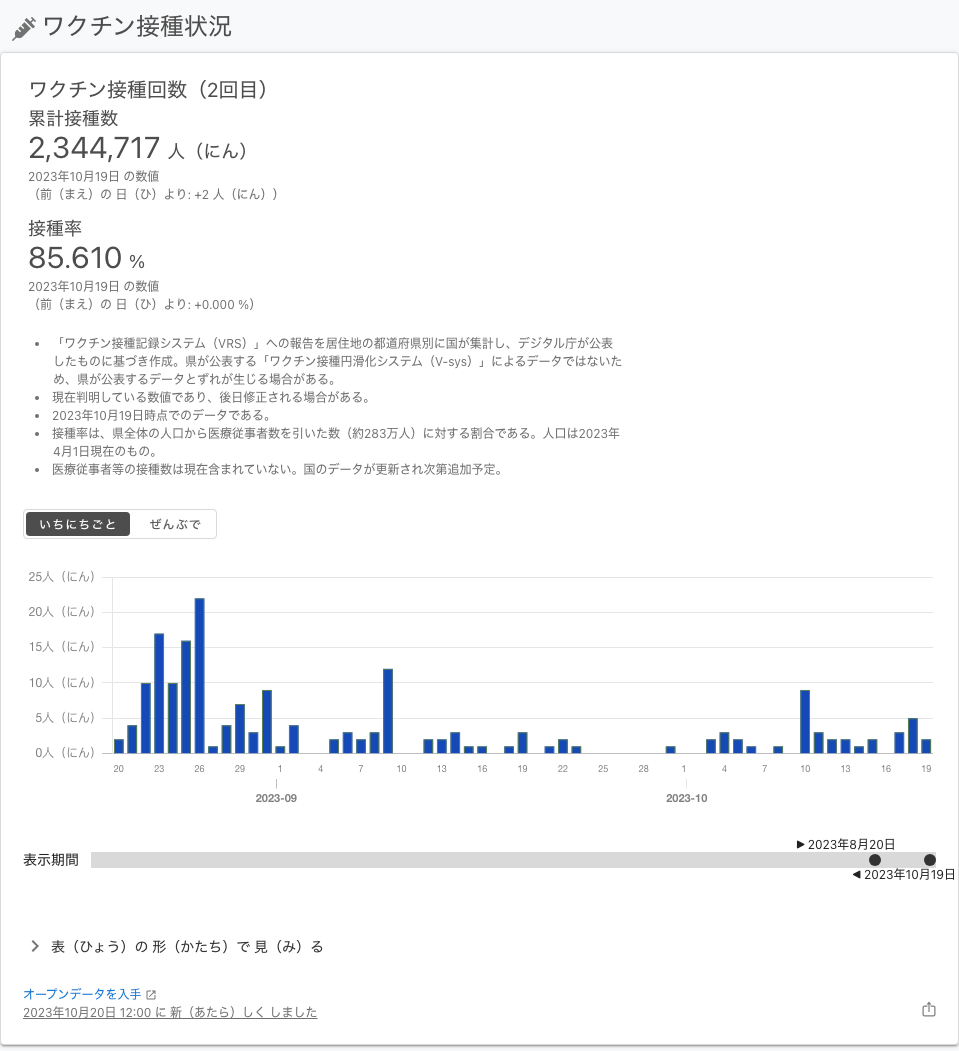 ワクチン接種状況
ワクチン接種回数（2回目）
累計接種数
2,344,717 人（にん）
2023年10月19日 の数値
（前（まえ）の 日（ひ）より: +2 人（にん））
接種率
85.610 %
2023年10月19日 の数値
（前（まえ）の 日（ひ）より: +0.000 %）
• 「ワクチン接種記録システム（VRS）」への報告を居住地の都道府県別に国が集計し、デジタル庁が公表
したものに基づき作成。県が公表する「ワクチン接種円滑化システム（V-sys）」によるデータではないた
め、県が公表するデータとずれが生じる場合がある。
• 現在判明している数値であり、後日修正される場合がある。
• 2023年10月19日時点でのデータである。
• 接種率は、県全体の人口から医療従事者数を引いた数（約283万人）に対する割合である。人口は2023年
4月1日現在のもの。
• 医療従事者等の接種数は現在含まれていない。国のデータが更新され次第追加予定。
いちにちごと ぜんぶで
25人（にん）
20人（にん）
15人（にん）
10人（にん）
5人（にん）
0人（にん）
20 23 26 29 1 4 7 10 13 16 19 22 25 28 1 4 7 10 13 16 19
2023-09 2023-10
▶ 2023年8月20日
表示期間
◀ 2023年10月19日
表（ひょう）の 形（かたち）で 見（み）る
オープンデータを入手
2023年10月20日 12:00 に 新（あたら）しく しました